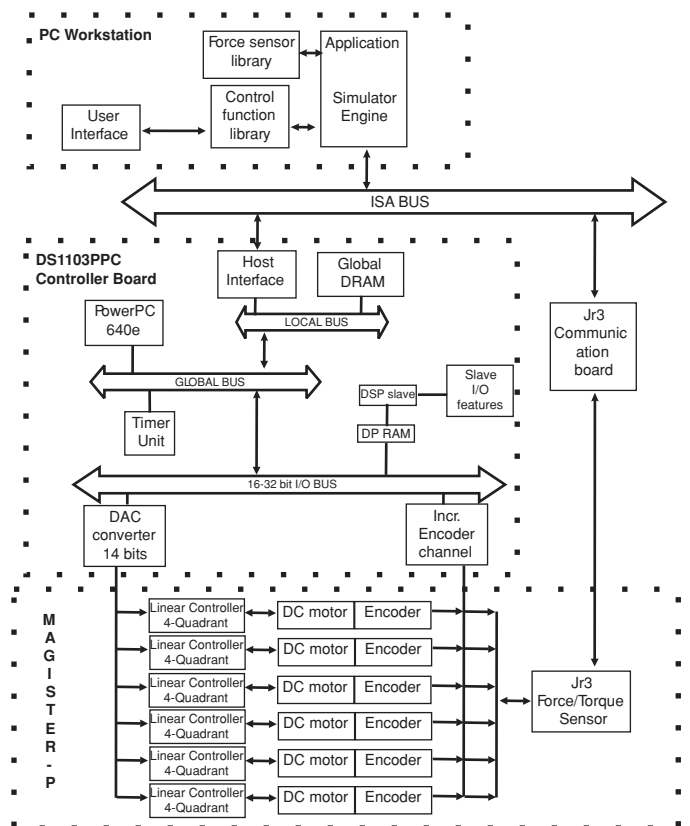 PC Workstation
Force sensor
library
Application
Simulator
Engine
Control
function
library
User
Interface
ISA BUS
DS1103PPC
Controller Board
Host
Interface
Global
DRAM
PowerPC
640e
LOCAL BUS
Jr3
Communic
ation
board
GLOBAL BUS
Slave
I/O
features
DSP slave
Timer
Unit
DP RAM
16-32 bit I/O BUS
DAC
converter
14 bits
Incr.
Encoder
channel
M
A
G
I
S
T
E
R
-
P
Linear Controller
4-Quadrant
DC motor
Encoder
Linear Controller
4-Quadrant
DC motor
Encoder
Linear Controller
4-Quadrant
DC motor
Encoder
Linear Controller
4-Quadrant
DC motor
Encoder
Linear Controller
4-Quadrant
DC motor
Encoder
Linear Controller
4-Quadrant
DC motor
Encoder
Jr3
Force/Torque
Sensor